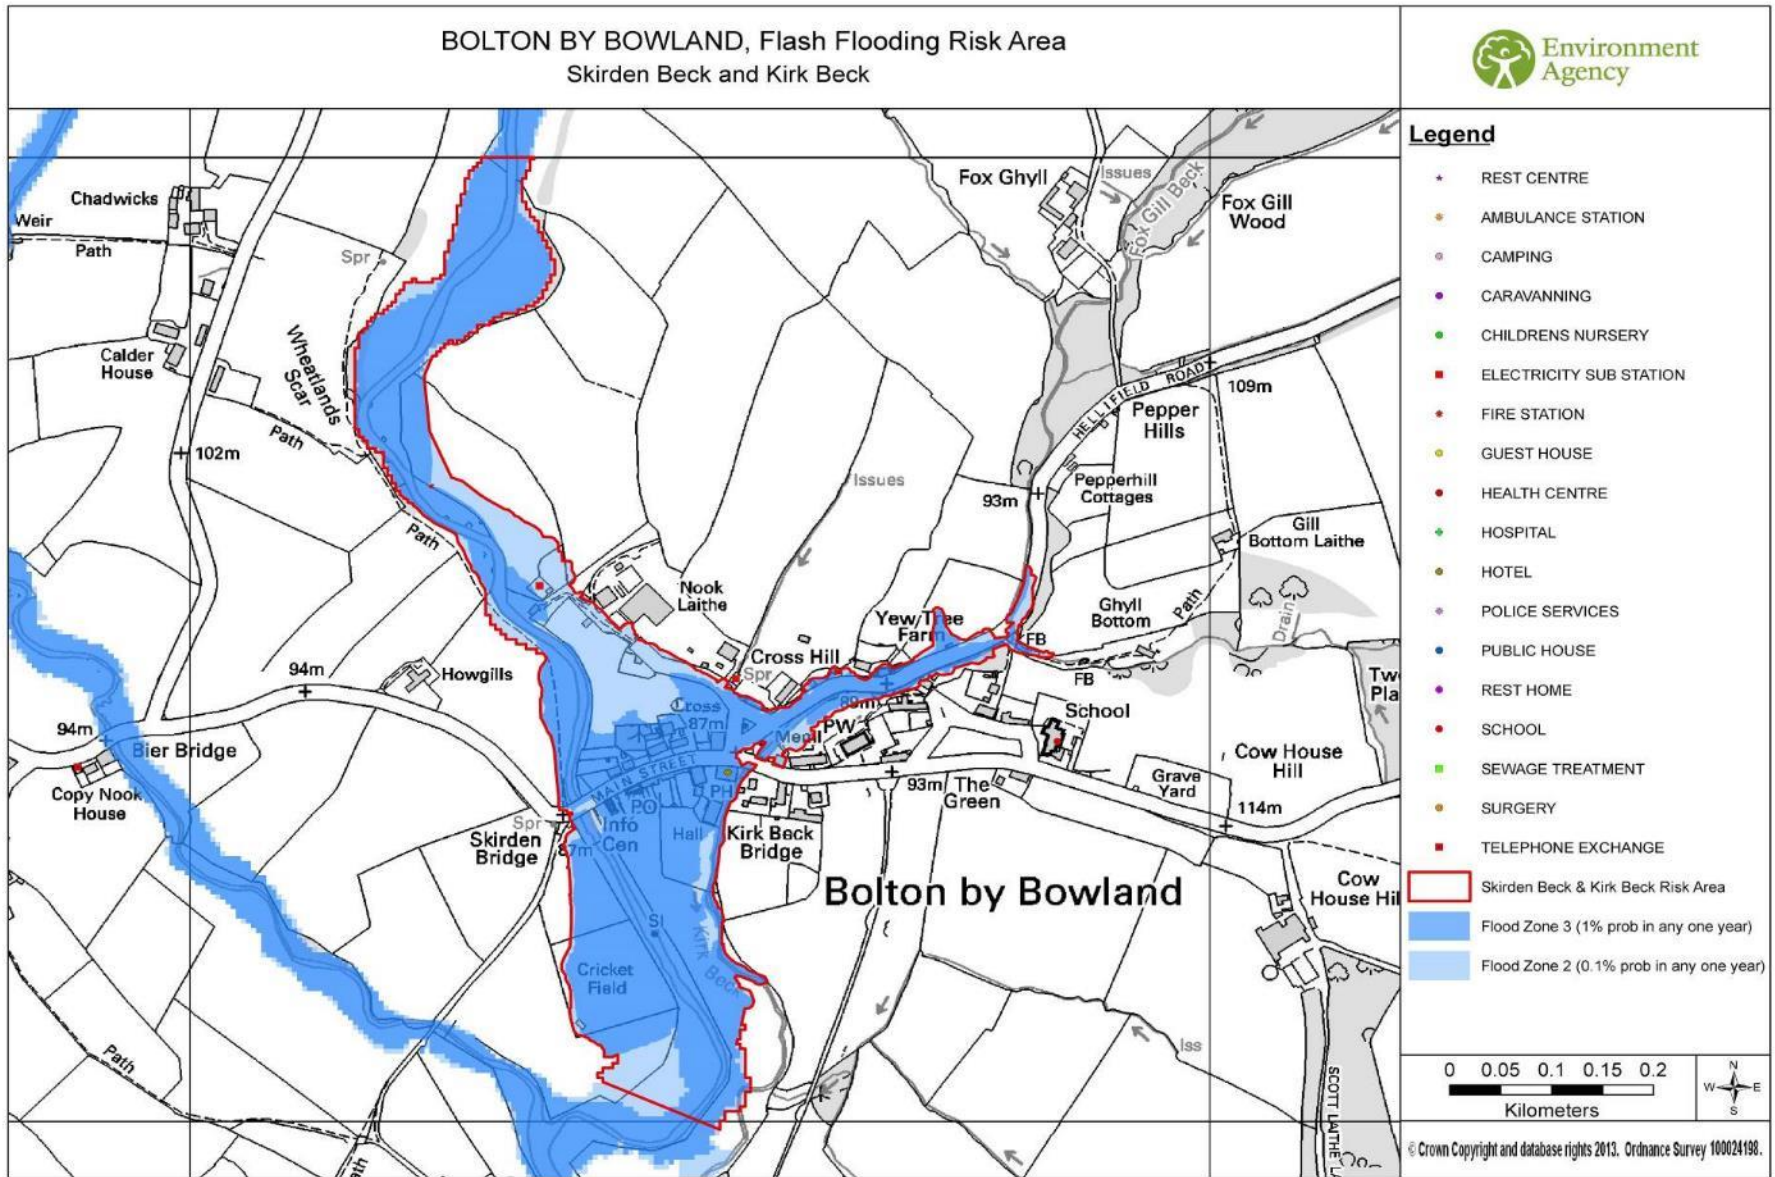 BOLTON BY BOWLAND, Flash Flooding Risk Area
Skirden Beck and Kirk Beck
Environment
Agency
Legend
REST CENTRE
AMBULANCE STATION
CAMPING
CARAVANNING
CHILDRENS NURSERY
ELECTRICITY SUB STATION
FIRE STATION
GUEST HOUSE
HEALTH CENTRE
HOSPITAL
HOTEL
POLICE SERVICES
PUBLIC HOUSE
REST HOME
SCHOOL
SEWAGE TREATMENT
SURGERY
TELEPHONE EXCHANGE
Skirden Beck & Kirk Beck Risk Area
Flood Zone 3 (1% prob in any one year)
Flood Zone 2 (0.1% prob in any one year)
0 0.05 0.1 0.15 0.2
Kilometers
N
W E
S
© Crown Copyright and database rights 2013. Ordnance Survey 100024198.
Chadwicks
Weir
Path
Spr
Calder
House
Wheatlands
Scar
Path
102m
Path
Fox Ghyll
Issues
Fox Gill Beck
Fox Gill
Wood
HELLIFIELD ROAD
109m
Pepper
Hills
Pepperhill
Cottages
93m
Issues
Gill
Bottom Laithe
Nook
Laithe
Yew Tree
Farm
Ghyll
Bottom
Path
Drain
FB
FB
Cross Hill
Spr
Howgills
94m
94m
Bier Bridge
Copy Nook
House
Cross
87m
89m
PW
School
Two
Pla
MAIN STREET
PO
PH
Info
Cen
Hall
Spr
Skirden
Bridge
87m
Kirk Beck
Bridge
93m
The
Green
Grave
Yard
Cow House
Hill
114m
Bolton by Bowland
Cow
House Hil
Sl
Kirk Beck
Cricket
Field
Iss
Path
ath
SCOTT LAITHE L